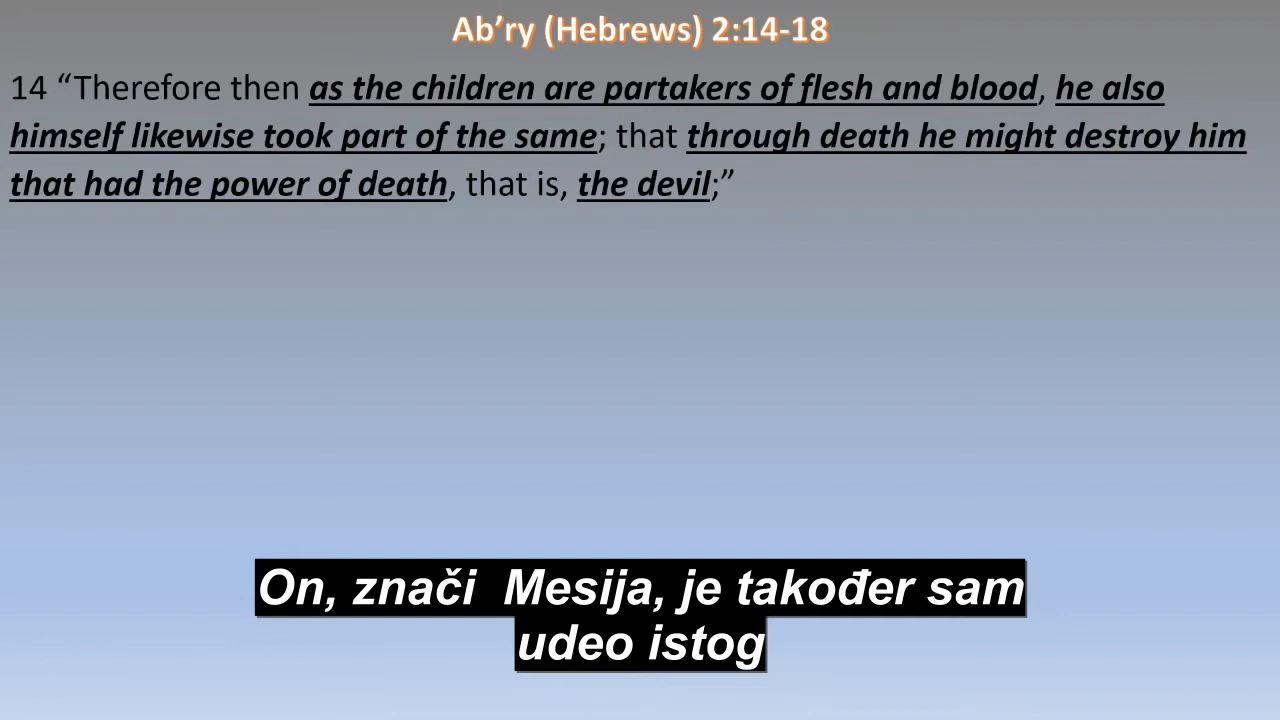 Ab’ry (Hebrews) 2:14-18
14 “Therefore then as the children are partakers of flesh and blood, he also
himself likewise took part of the same; that through death he might destroy him
that had the power of death, that is, the devil;”
On, znači  Mesija, je također sam
udeo istog